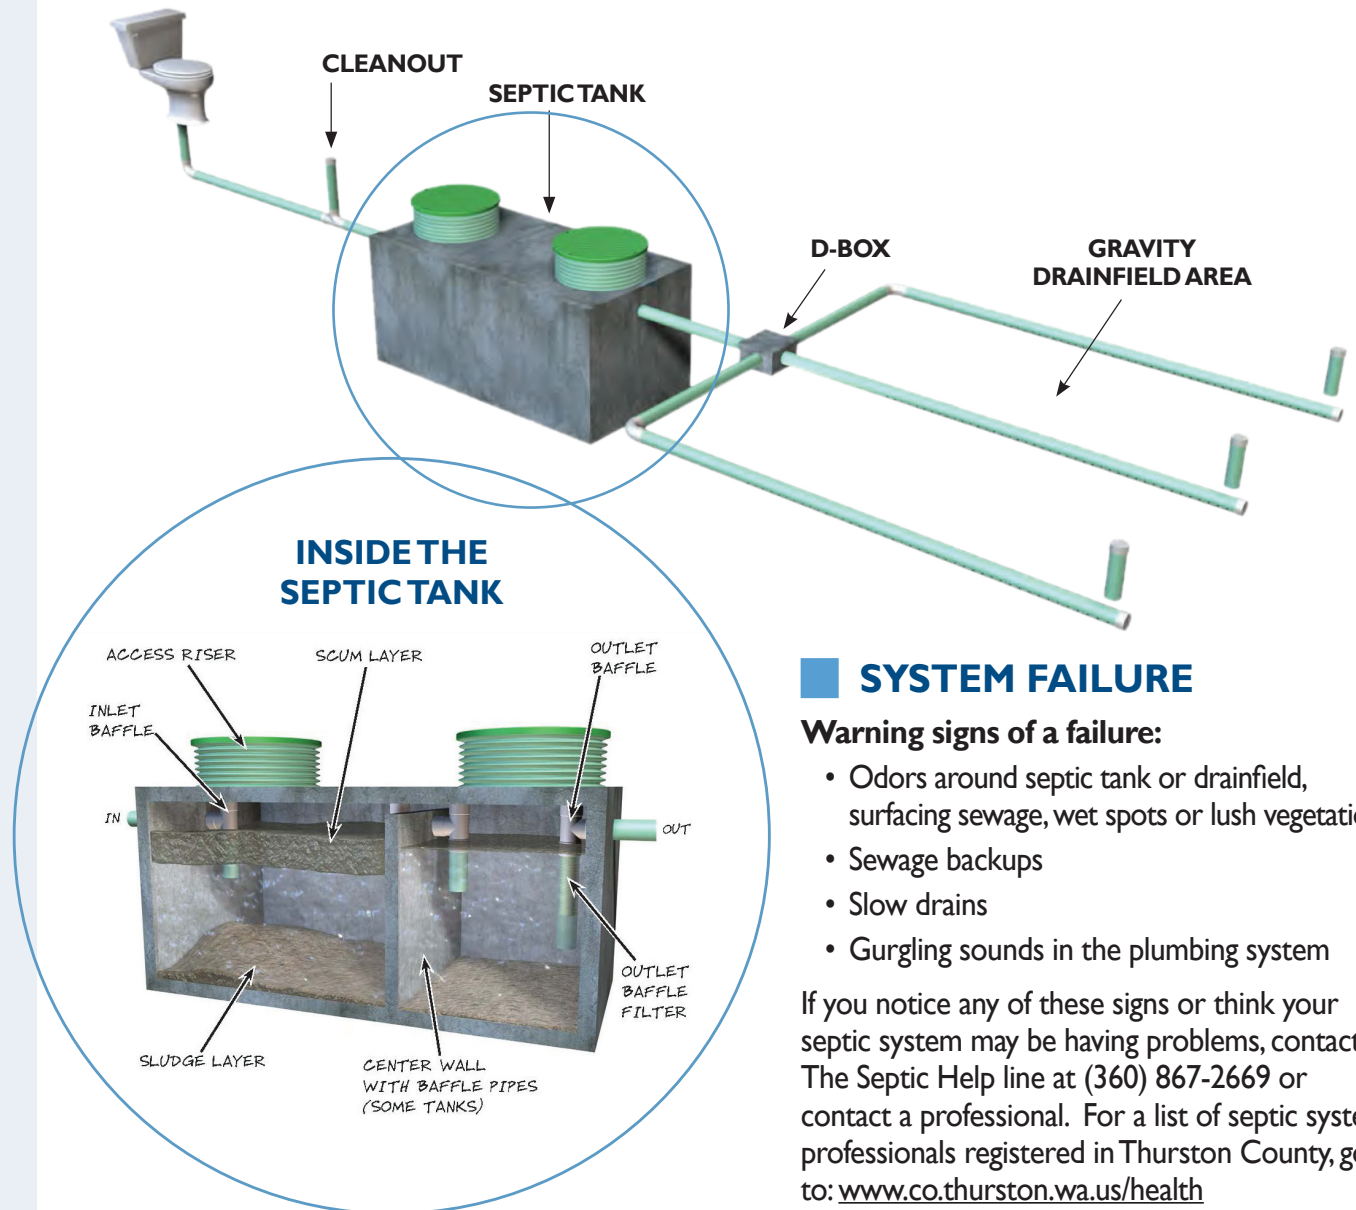 CLEANOUT
SEPTIC TANK
D-BOX
GRAVITY
DRAINFIELD AREA
INSIDE THE
SEPTIC TANK
ACCESS RISER
SCUM LAYER
OUTLET
BAFFLE
INLET
BAFFLE
IN
OUT
OUTLET
BAFFLE
FILTER
SLUDGE LAYER
CENTER WALL
WITH BAFFLE PIPES
(SOME TANKS)
SYSTEM FAILURE
Warning signs of a failure:
• Odors around septic tank or drainfield,
surfacing sewage, wet spots or lush vegetati
• Sewage backups
• Slow drains
• Gurgling sounds in the plumbing system
If you notice any of these signs or think your
septic system may be having problems, contact
The Septic Help line at (360) 867-2669 or
contact a professional. For a list of septic syst
professionals registered in Thurston County, g
to: www.co.thurston.wa.us/health